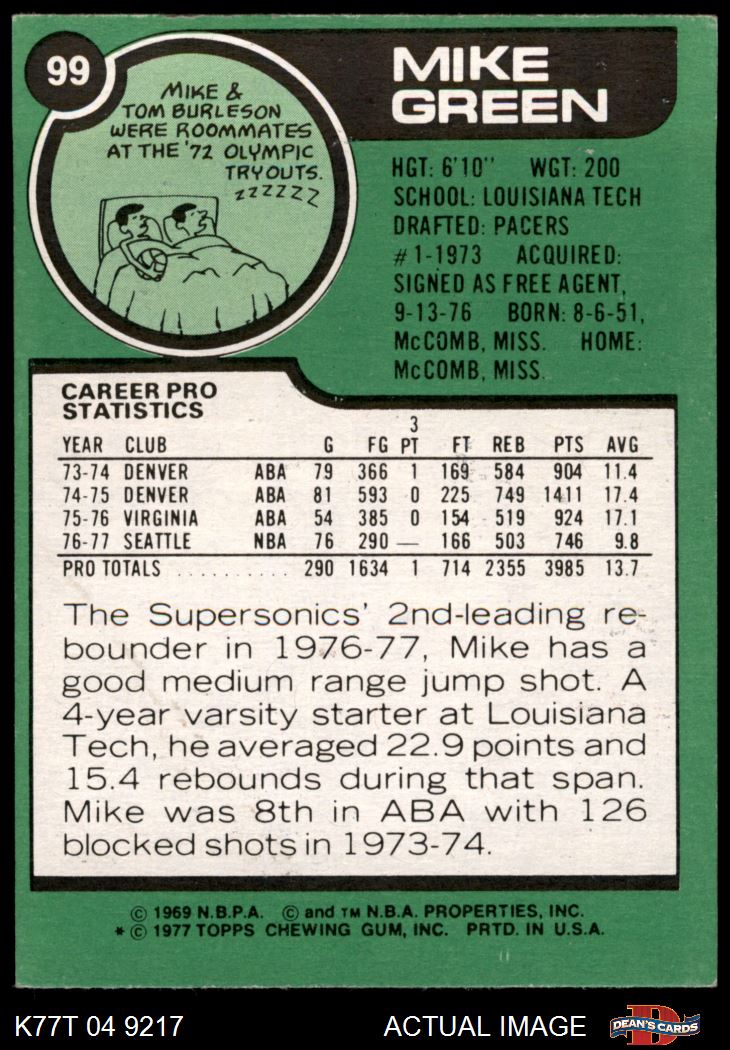 99
MIKE
GREEN
MIKE &
TOM BURLESON
WERE ROOMMATES
AT THE '72 OLYMPIC
TRYOUTS.
ZZZZZZ
HGT: 6'10" WGT: 200
SCHOOL: LOUISIANA TECH
DRAFTED: PACERS
#1-1973 ACQUIRED:
SIGNED AS FREE AGENT,
9-13-76 BORN: 8-6-51,
McCOMB, MISS. HOME:
McCOMB, MISS.
CAREER PRO
STATISTICS
YEAR CLUB G FG 3 PT FT REB PTS AVG
73-74 DENVER ABA 79 366 1 169 584 904 11.4
74-75 DENVER ABA 81 593 0 225 749 1411 17.4
75-76 VIRGINIA ABA 54 385 0 154 519 924 17.1
76-77 SEATTLE NBA 76 290 — 166 503 746 9.8
PRO TOTALS .......... 290 1634 1 714 2355 3985 13.7
The Supersonics' 2nd-leading re-
bounder in 1976-77, Mike has a
good medium range jump shot. A
4-year varsity starter at Louisiana
Tech, he averaged 22.9 points and
15.4 rebounds during that span.
Mike was 8th in ABA with 126
blocked shots in 1973-74.
© 1969 N.B.P.A. © and TM N.B.A. PROPERTIES, INC.
* © 1977 TOPPS CHEWING GUM, INC. PRTD. IN U.S.A.
K77T 04 9217 ACTUAL IMAGE D DEAN'S CARDS